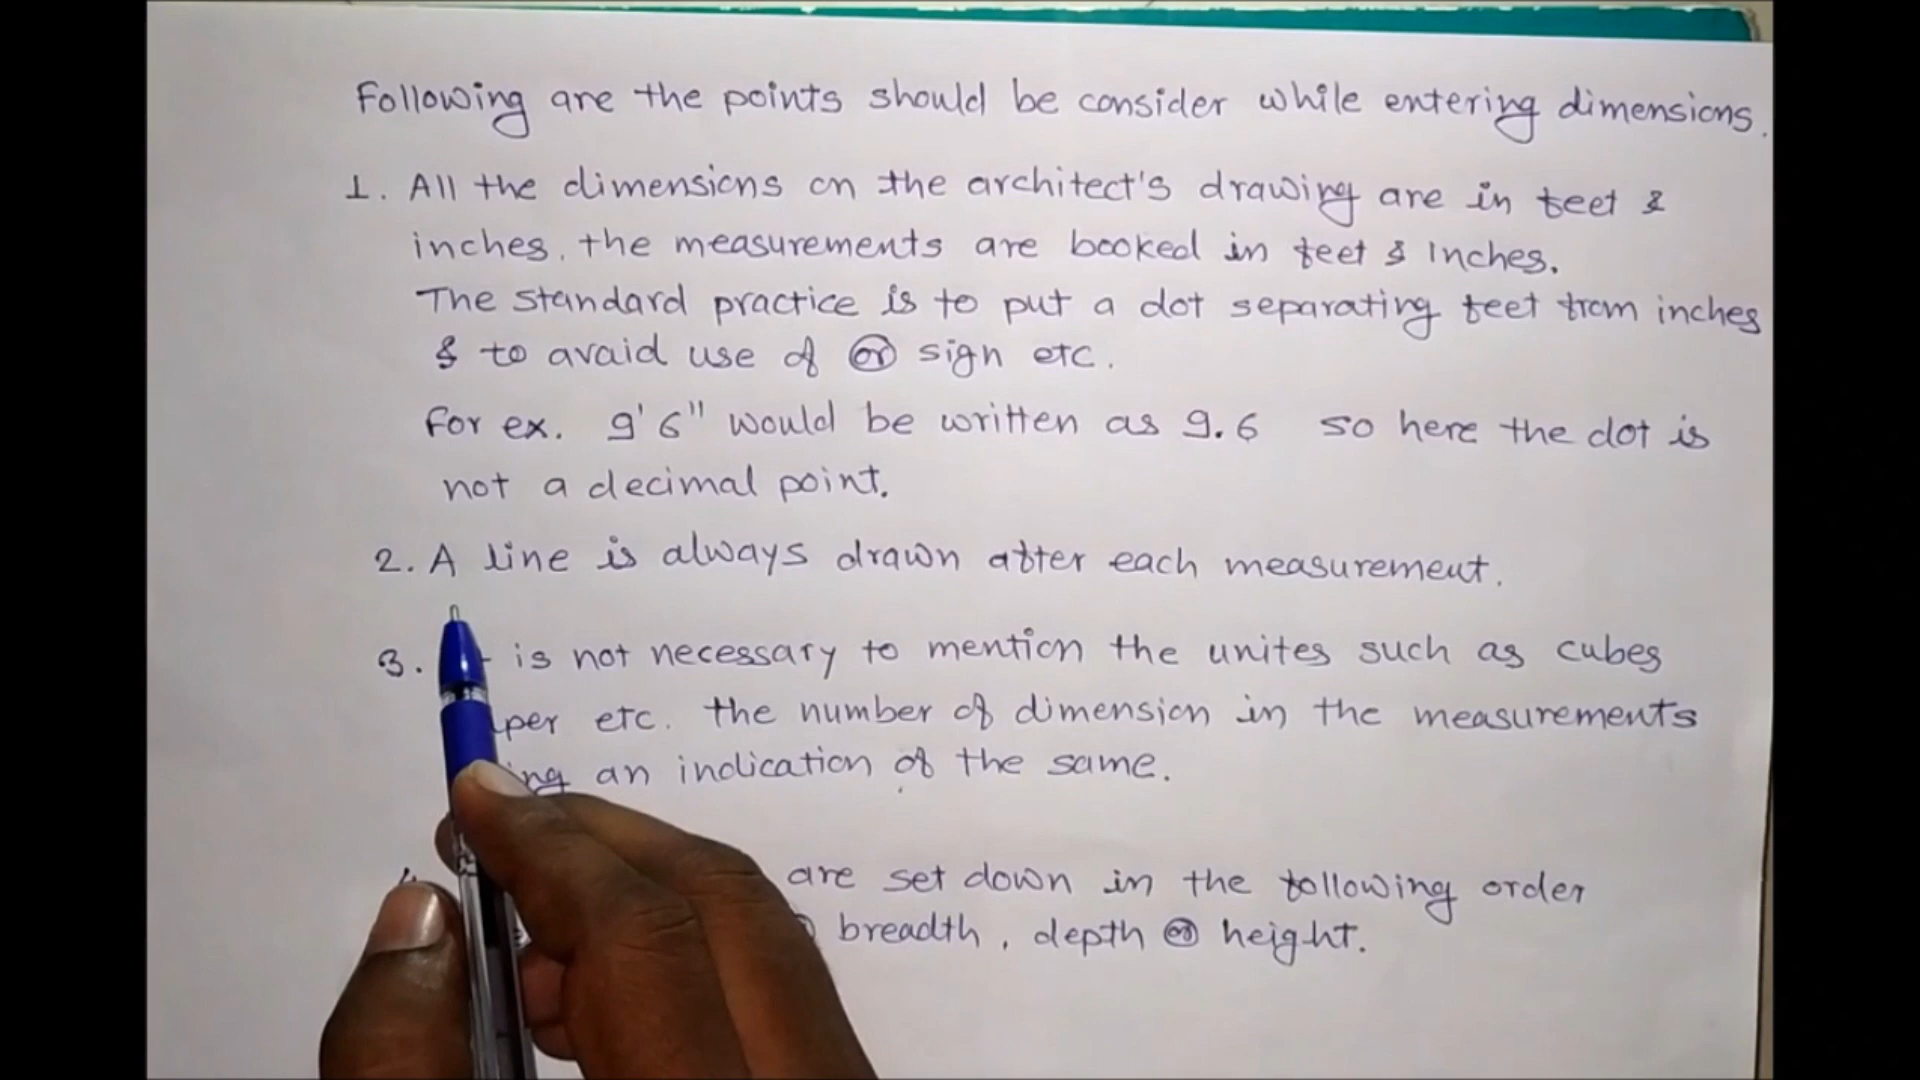 Following are the points should be consider while entering dimensions.
1. All the dimensions on the architect's drawing are in feet &
inches, the measurements are booked in feet & Inches.
The standard practice is to put a dot separating feet from inches
& to avaid use of or sign etc.
For ex. 9'6" would be written as 9.6 so here the dot is
not a decimal point.
2. A line is always drawn after each measurement.
3. is not necessary to mention the unites such as cubes
etc. the number of dimension in the measurements
an indication of the same.
are set down in the following order
breadth, depth or height.